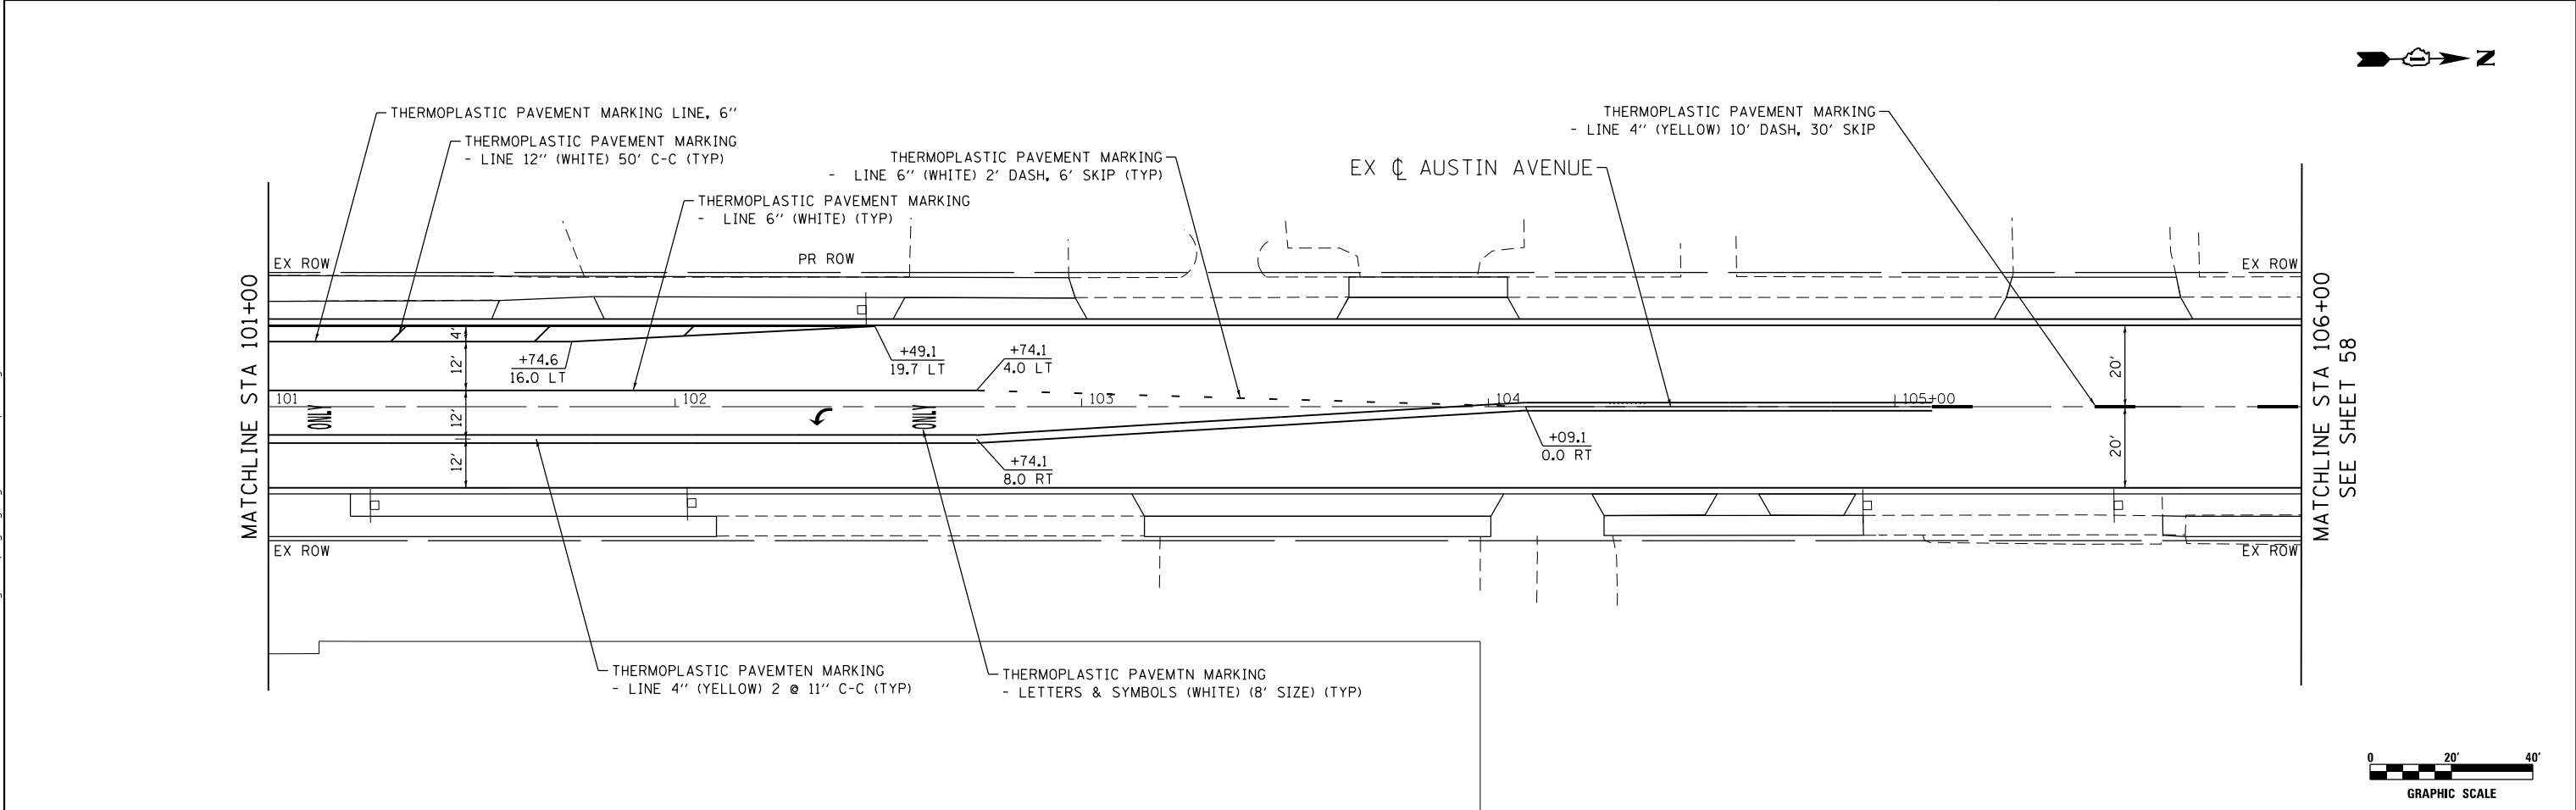 N
THERMOPLASTIC PAVEMENT MARKING LINE, 6''
THERMOPLASTIC PAVEMENT MARKING
- LINE 12'' (WHITE) 50' C-C (TYP)
THERMOPLASTIC PAVEMENT MARKING
- LINE 6'' (WHITE) 2' DASH, 6' SKIP (TYP)
THERMOPLASTIC PAVEMENT MARKING
- LINE 6'' (WHITE) (TYP)
EX ℄ AUSTIN AVENUE
THERMOPLASTIC PAVEMENT MARKING
- LINE 4'' (YELLOW) 10' DASH, 30' SKIP
EX ROW
PR ROW
EX ROW
MATCHLINE STA 101+00
4'
12'
12'
12'
+74.6
16.0 LT
+49.1
19.7 LT
+74.1
4.0 LT
101
102
103
104
105+00
ONLY
ONLY
+74.1
8.0 RT
+09.1
0.0 RT
20'
20'
MATCHLINE STA 106+00
SEE SHEET 58
EX ROW
EX ROW
THERMOPLASTIC PAVEMTEN MARKING
- LINE 4'' (YELLOW) 2 @ 11'' C-C (TYP)
THERMOPLASTIC PAVEMTN MARKING
- LETTERS & SYMBOLS (WHITE) (8' SIZE) (TYP)
0 20' 40'
GRAPHIC SCALE